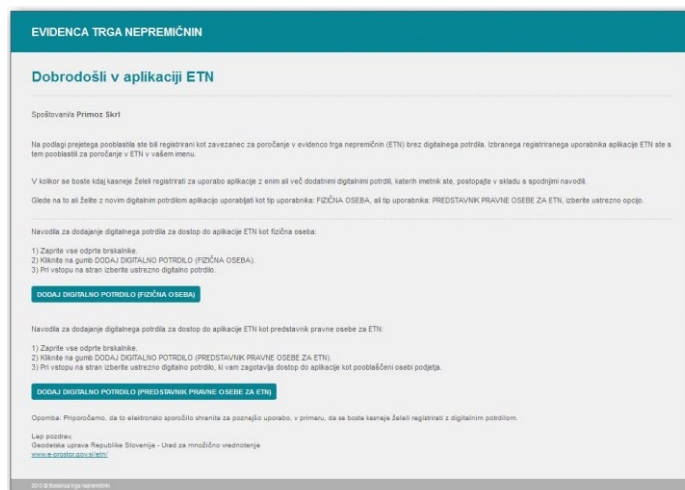 EVIDENCA TRGA NEPREMIČNIN
Dobrodošli v aplikaciji ETN
Spoštovani/a Primoz Skrl
Na podlagi prejetega pooblastila ste bili registrirani kot zavezanec za poročanje v evidenco trga nepremičnin (ETN) brez digitalnega potrdila. Izbranega registriranega uporabnika aplikacije ETN ste s
tem pooblastili za poročanje v ETN v vašem imenu.
V kolikor se boste kdaj kasneje želeli registrirati za uporabo aplikacije z enim ali več dodatnimi digitalnimi potrdili, katerih imetnik ste, postopajte v skladu s spodnjimi navodili.
Glede na to ali želite z novim digitalnim potrdilom aplikacijo uporabljati kot tip uporabnika: FIZIČNA OSEBA, ali tip uporabnika: PREDSTAVNIK PRAVNE OSEBE ZA ETN, izberite ustrezno opcijo.
Navodila za dodajanje digitalnega potrdila za dostop do aplikacije ETN kot fizična oseba:
1) Zaprite vse odprte brskalnike.
2) Kliknite na gumb DODAJ DIGITALNO POTRDILO (FIZIČNA OSEBA).
3) Pri vstopu na stran izberite ustrezno digitalno potrdilo.
DODAJ DIGITALNO POTRDILO (FIZIČNA OSEBA)
Navodila za dodajanje digitalnega potrdila za dostop do aplikacije ETN kot predstavnik pravne osebe za ETN:
1) Zaprite vse odprte brskalnike.
2) Kliknite na gumb DODAJ DIGITALNO POTRDILO (PREDSTAVNIK PRAVNE OSEBE ZA ETN).
3) Pri vstopu na stran izberite ustrezno digitalno potrdilo, ki vam zagotavlja dostop do aplikacije kot pooblaščeni osebi podjetja.
DODAJ DIGITALNO POTRDILO (PREDSTAVNIK PRAVNE OSEBE ZA ETN)
Opomba: Priporočamo, da to elektronsko sporočilo shranite za poznejšo uporabo, v primeru, da se boste kasneje želeli registrirati z digitalnim potrdilom.
Lep pozdrav,
Geodetska uprava Republike Slovenije - Urad za množično vrednotenje
www.e-prostor.gov.si/etn/
2013 © Evidenca trga nepremičnin